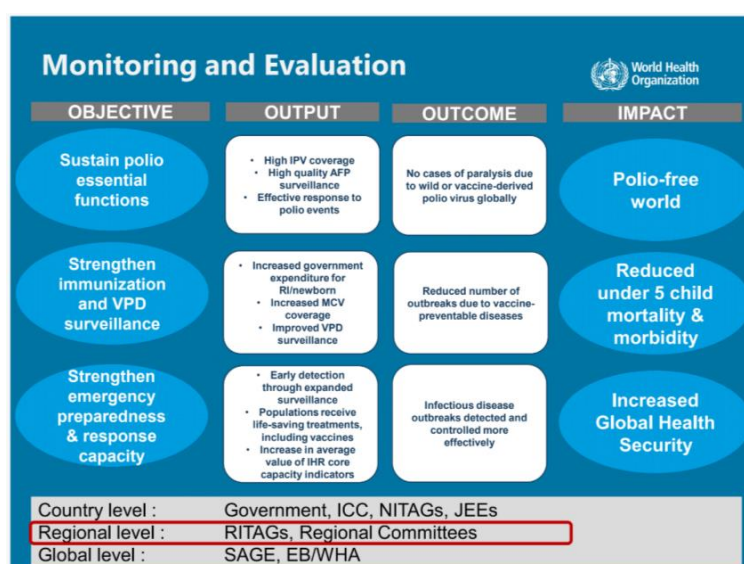 Monitoring and Evaluation
World Health
Organization
OBJECTIVE
OUTPUT
OUTCOME
IMPACT
Sustain polio
essential
functions
• High IPV coverage
• High quality AFP
surveillance
• Effective response to
polio events
No cases of paralysis due
to wild or vaccine-derived
polio virus globally
Polio-free
world
Strengthen
immunization
and VPD
surveillance
• Increased government
expenditure for
RI/newborn
• Increased MCV
coverage
• Improved VPD
surveillance
Reduced number of
outbreaks due to vaccine-
preventable diseases
Reduced
under 5 child
mortality &
morbidity
Strengthen
emergency
preparedness
& response
capacity
• Early detection
through expanded
surveillance
• Populations receive
life-saving treatments,
including vaccines
• Increase in average
value of IHR core
capacity indicators
Infectious disease
outbreaks detected and
controlled more
effectively
Increased
Global Health
Security
Country level : Government, ICC, NITAGs, JEEs
Regional level : RITAGs, Regional Committees
Global level : SAGE, EB/WHA